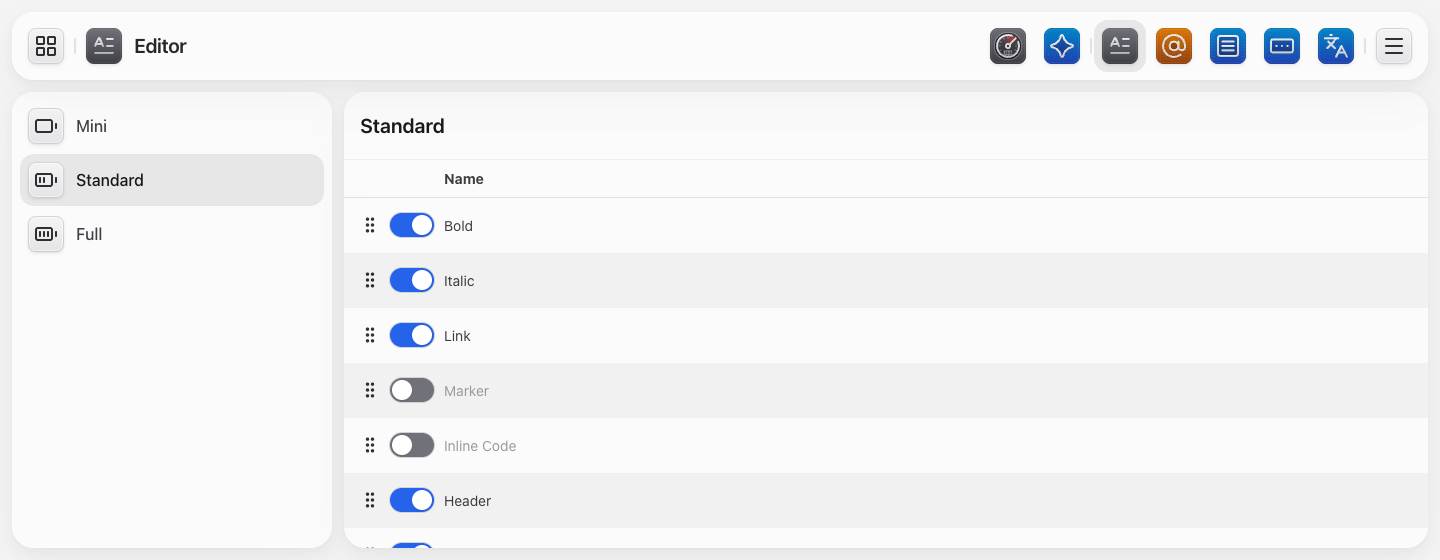 Editor
Mini
Standard
Full
Standard
Name
Bold
Italic
Link
Marker
Inline Code
Header